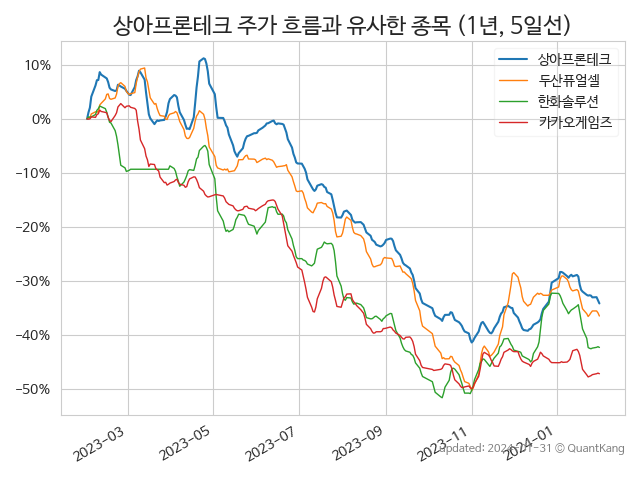 상아프론테크 주가 흐름과 유사한 종목 (1년, 5일선)
상아프론테크
두산퓨얼셀
한화솔루션
카카오게임즈
10%
0%
−10%
−20%
−30%
−40%
−50%
2023-03
2023-05
2023-07
2023-09
2023-11
2024-01
updated: 2024-01-31 © QuantKang